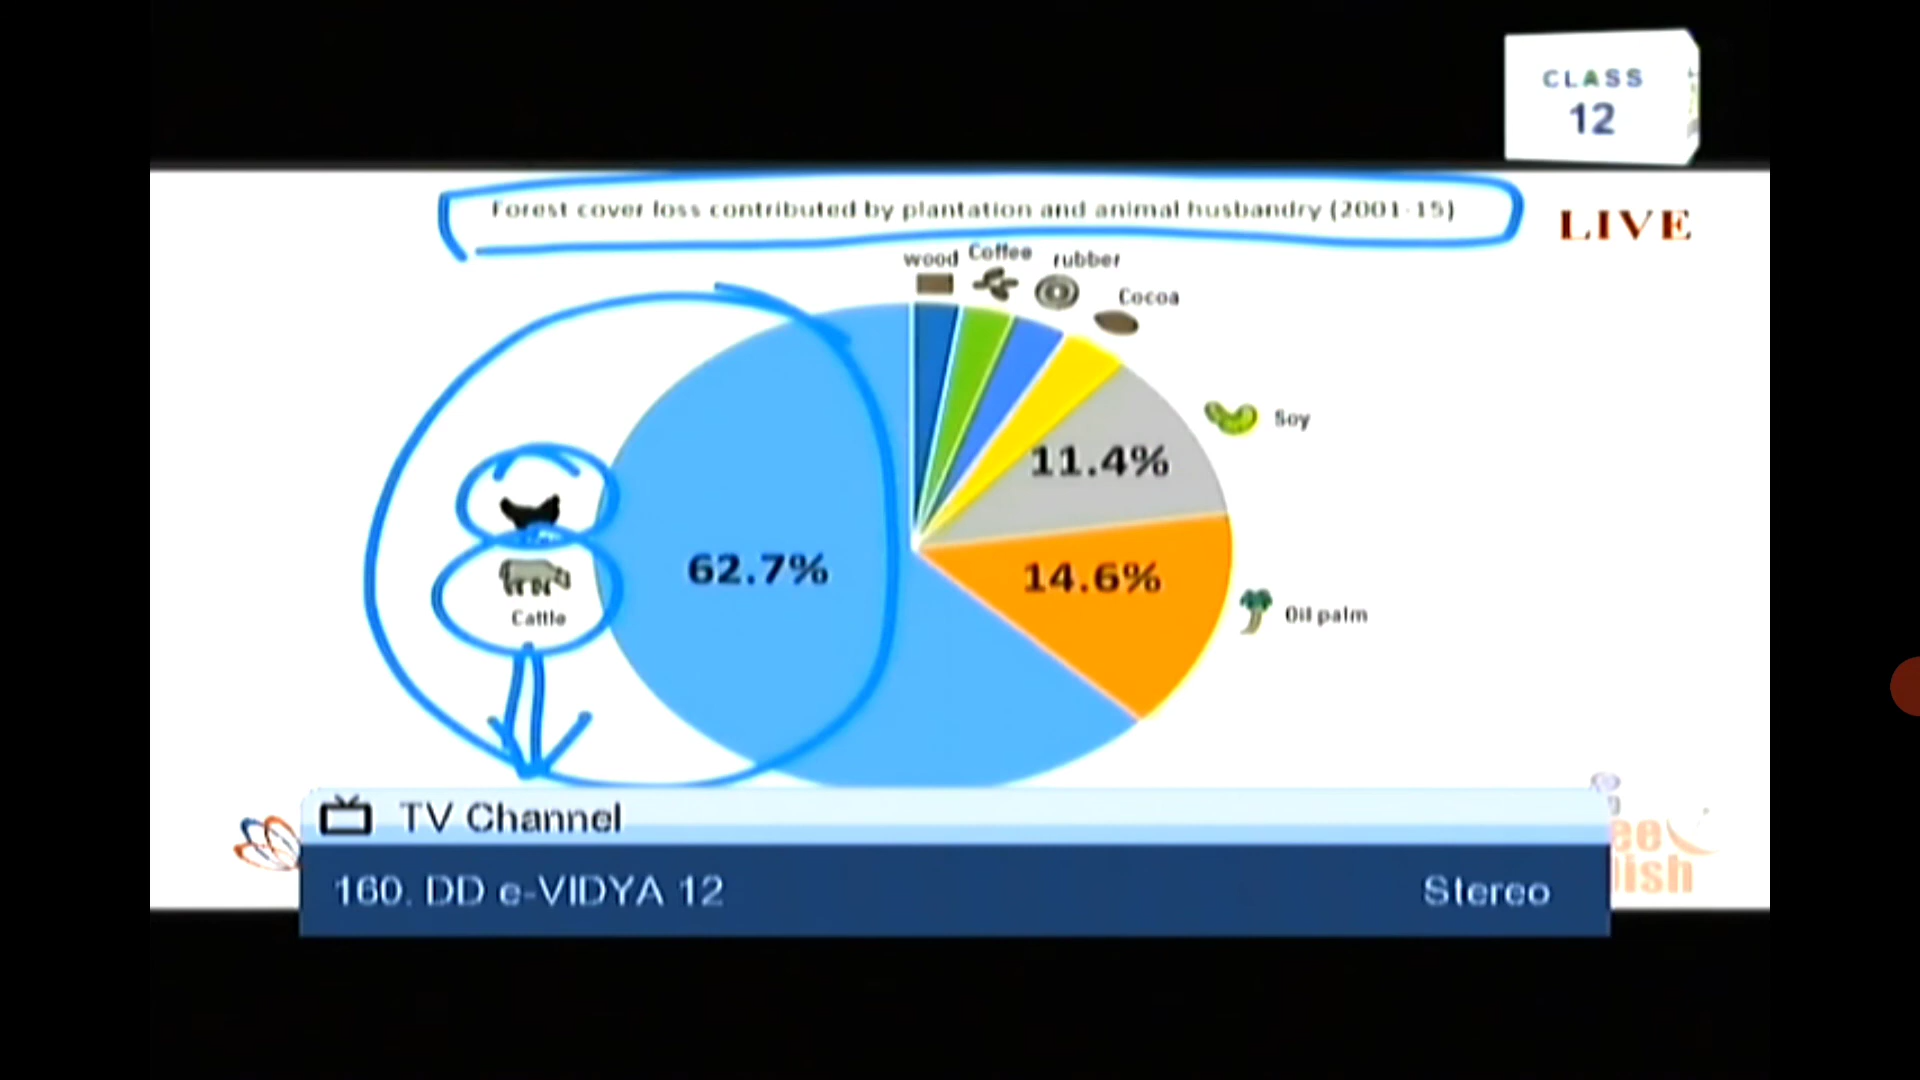 CLASS
12
Forest cover loss contributed by plantation and animal husbandry (2001-15)
LIVE
wood
Coffee
rubber
Cocoa
Soy
11.4%
62.7%
14.6%
Cattle
Oil palm
TV Channel
160. DD e-VIDYA 12
Stereo